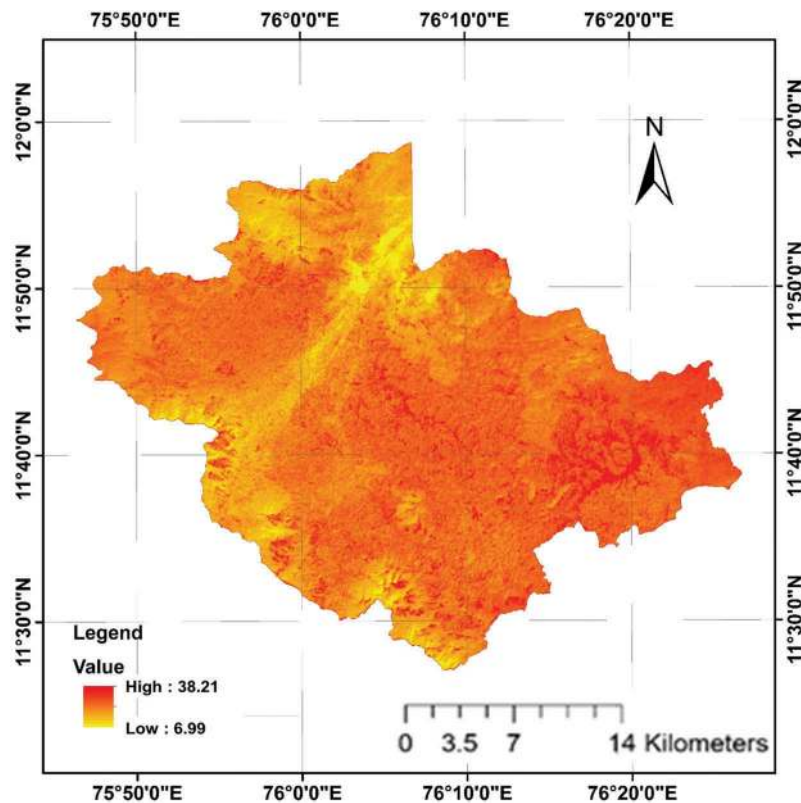 75°50'0"E 76°0'0"E 76°10'0"E 76°20'0"E
12°0'0"N 12°0'0"N
N
11°50'0"N 11°50'0"N
11°40'0"N 11°40'0"N
11°30'0"N 11°30'0"N
Legend
Value
High : 38.21
Low : 6.99
0 3.5 7 14 Kilometers
75°50'0"E 76°0'0"E 76°10'0"E 76°20'0"E